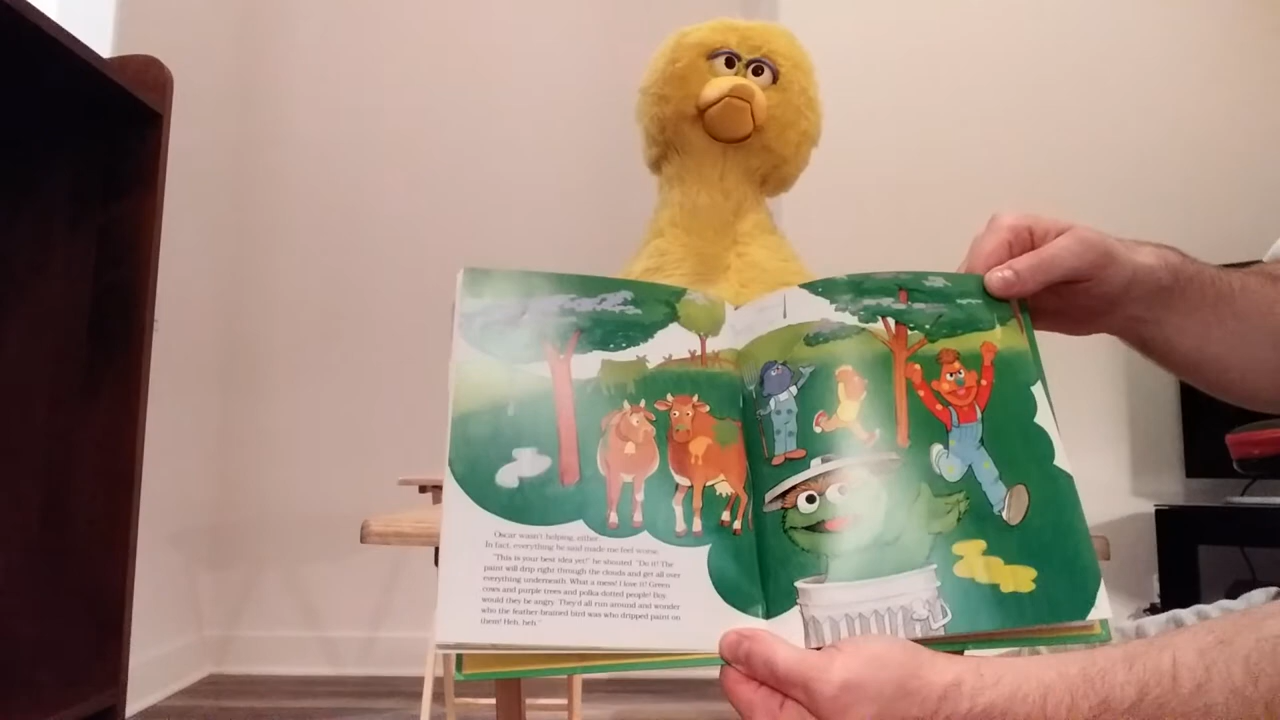 Oscar wasn't helping, either.
In fact, everything he said made me feel worse.
"This is your best idea yet!" he shouted. "Do it! The
paint will drip right through the clouds and get all over
everything underneath. What a mess! I love it! Green
cows and purple trees and polka-dotted people! Boy,
would they be angry. They'd all run around and wonder
who the feather-brained bird was who dripped paint on
them! Heh, heh."